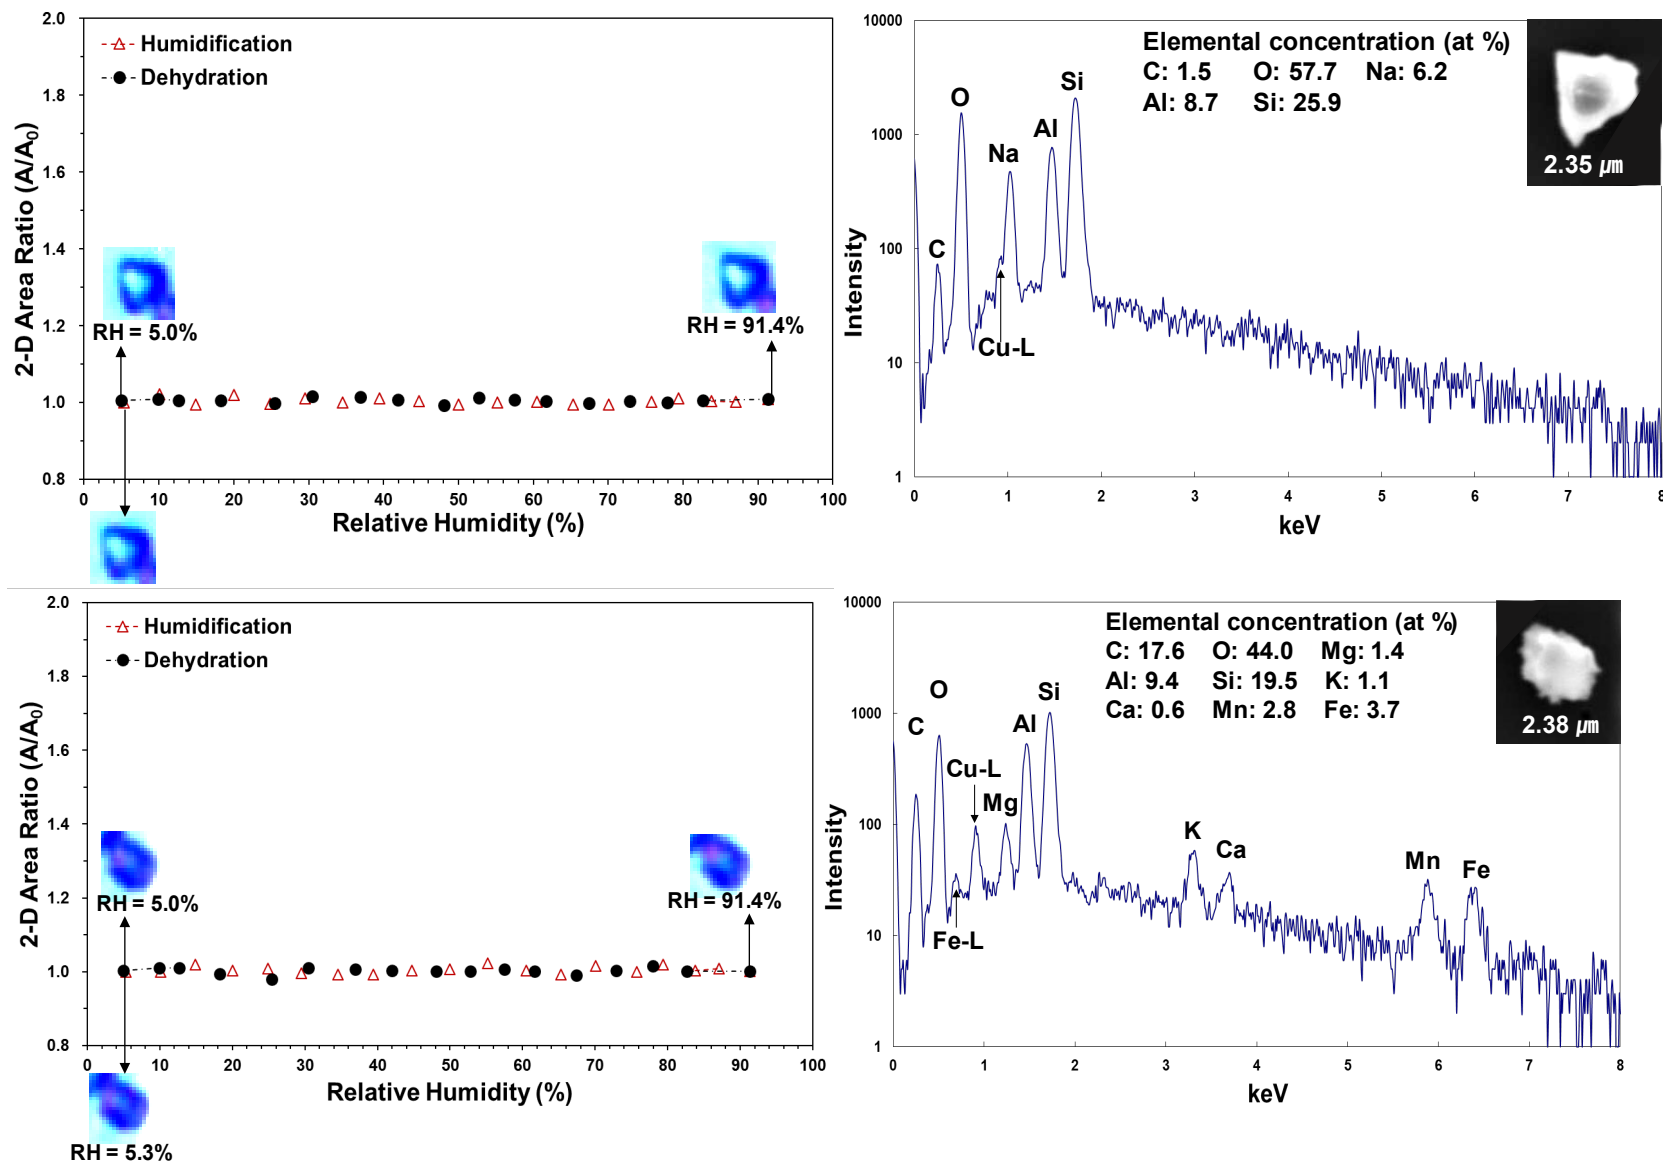 2.0
1.8
1.6
1.4
1.2
1.0
0.8
2-D Area Ratio (A/A₀)
Humidification
Dehydration
RH = 5.0%
RH = 91.4%
0 10 20 30 40 50 60 70 80 90 100
Relative Humidity (%)
10000
1000
100
10
1
Intensity
Elemental concentration (at %)
C: 1.5 O: 57.7 Na: 6.2
Al: 8.7 Si: 25.9
2.35 ㎛
C
O
Cu-L
Na
Al
Si
0 1 2 3 4 5 6 7 8
keV
2.0
1.8
1.6
1.4
1.2
1.0
0.8
2-D Area Ratio (A/A₀)
Humidification
Dehydration
RH = 5.0%
RH = 91.4%
0 10 20 30 40 50 60 70 80 90 100
Relative Humidity (%)
RH = 5.3%
10000
1000
100
10
1
Intensity
Elemental concentration (at %)
C: 17.6 O: 44.0 Mg: 1.4
Al: 9.4 Si: 19.5 K: 1.1
Ca: 0.6 Mn: 2.8 Fe: 3.7
2.38 ㎛
C
O
Fe-L
Cu-L
Mg
Al
Si
K
Ca
Mn
Fe
0 1 2 3 4 5 6 7 8
keV